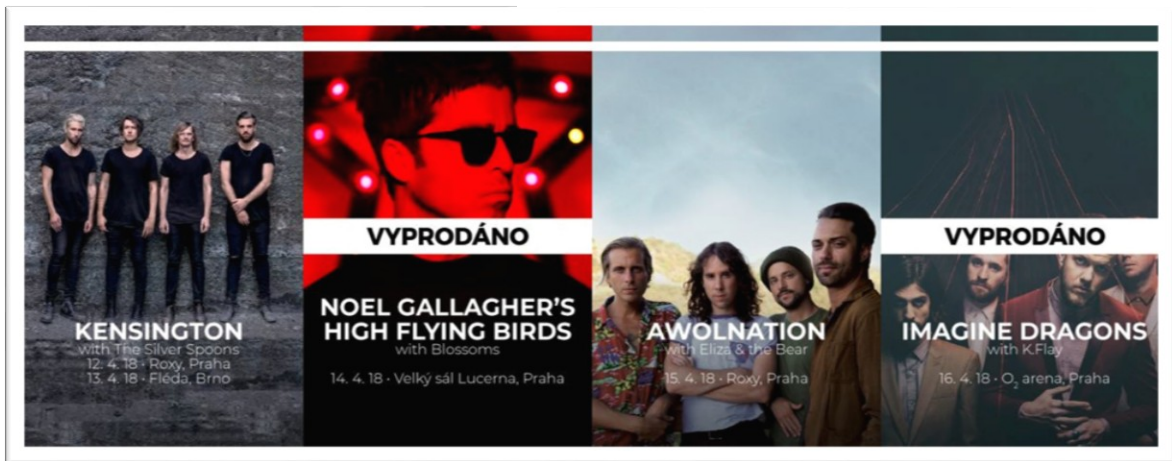 KENSINGTON
with The Silver Spoons
12. 4. 18 • Roxy, Praha
13. 4. 18 • Fléda, Brno
VYPRODÁNO
NOEL GALLAGHER'S
HIGH FLYING BIRDS
with Blossoms
14. 4. 18 • Velký sál Lucerna, Praha
AWOLNATION
with Eliza & the Bear
15. 4. 18 • Roxy, Praha
VYPRODÁNO
IMAGINE DRAGONS
with K.Flay
16. 4. 18 • O₂ arena, Praha